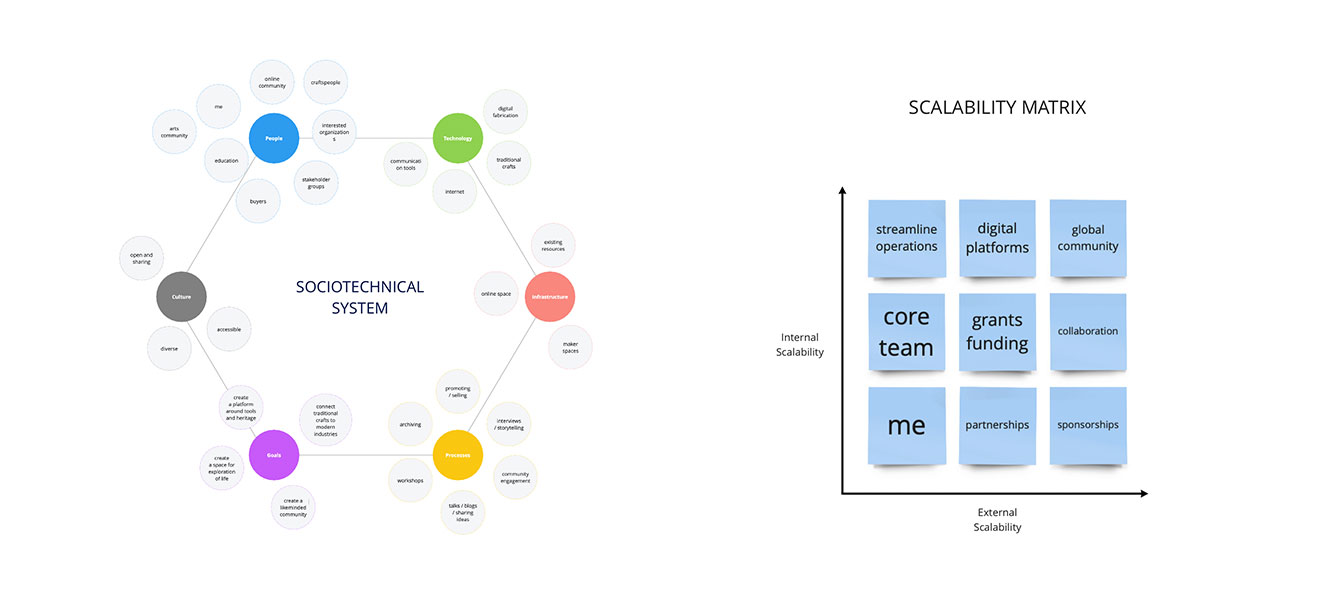 online
community
craftspeople
me
arts
community
People
interested
organization
s
education
stakeholder
groups
buyers
digital
fabrication
Technology
communicati
on tools
traditional
crafts
internet
open and
sharing
Culture
accessible
diverse
SOCIOTECHNICAL
SYSTEM
existing
resources
online space
Infrastructure
maker
spaces
create
a platform
around tools
and heritage
connect
traditional
crafts to
modern
industries
Goals
create
a space for
exploration
of life
create a
likeminded
community
promoting
/ selling
archiving
interviews
/ storytelling
Processes
workshops
community
engagement
talks / blogs
/ sharing
ideas
SCALABILITY MATRIX
Internal
Scalability
streamline
operations
digital
platforms
global
community
core
team
grants
funding
collaboration
me
partnerships
sponsorships
External
Scalability